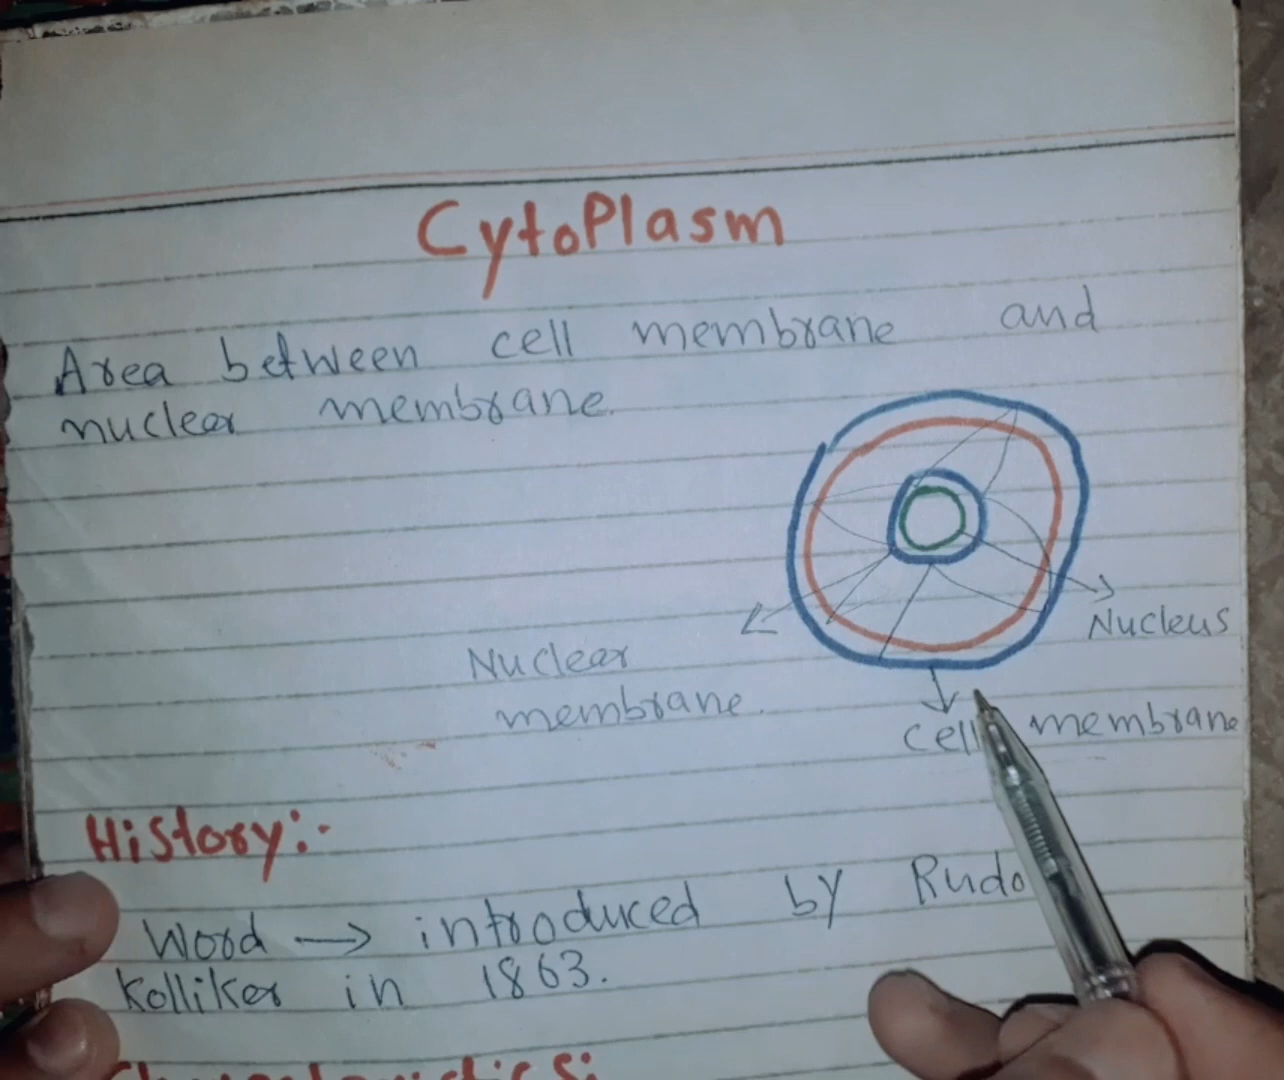 CytoPlasm
Area between cell membrane and
nuclear membrane.
Nucleus
Nuclear
membrane.
cell membrane
History:-
Word → introduced by Rudo
Kolliker in 1863.
Characteristics: